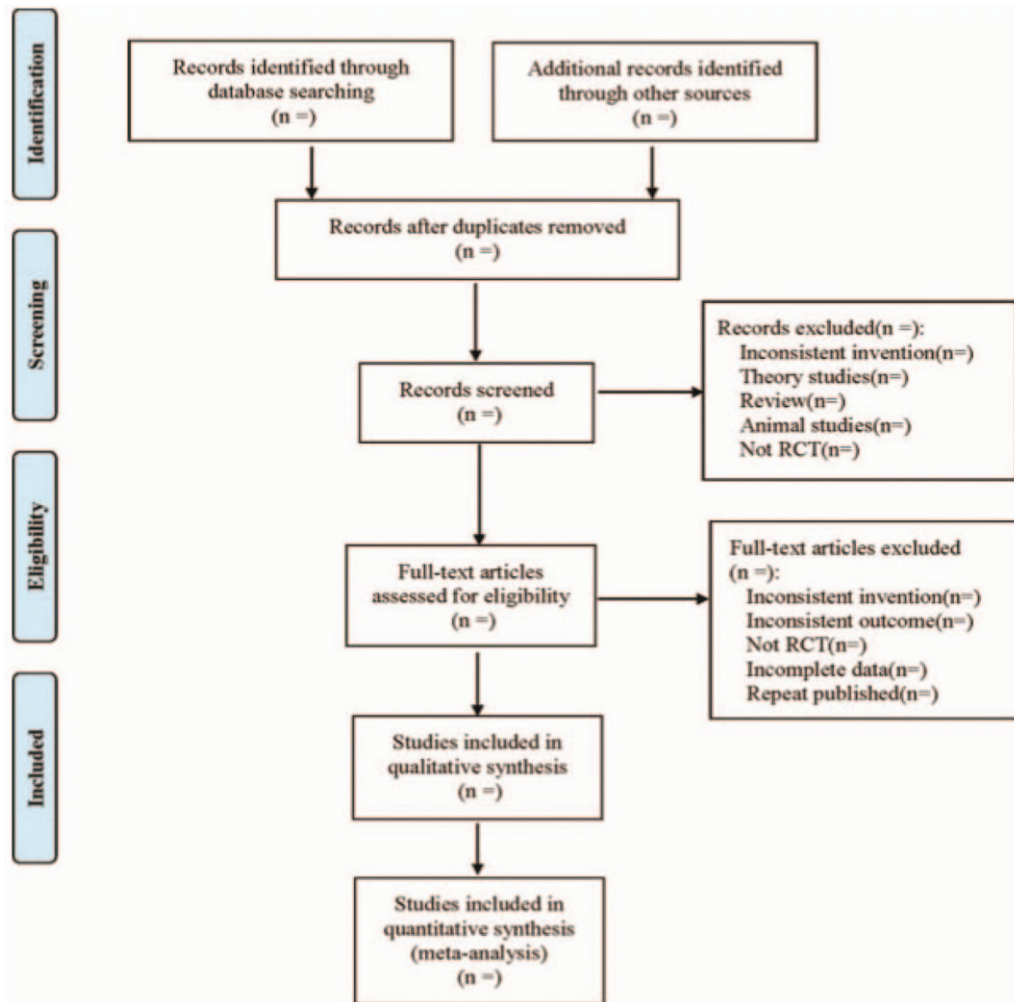 Identification
Records identified through
database searching
(n =)
Additional records identified
through other sources
(n =)
Records after duplicates removed
(n =)
Screening
Records screened
(n =)
Records excluded(n =):
Inconsistent invention(n=)
Theory studies(n=)
Review(n=)
Animal studies(n=)
Not RCT(n=)
Eligibility
Full-text articles
assessed for eligibility
(n =)
Full-text articles excluded
(n =):
Inconsistent invention(n=)
Inconsistent outcome(n=)
Not RCT(n=)
Incomplete data(n=)
Repeat published(n=)
Included
Studies included in
qualitative synthesis
(n =)
Studies included in
quantitative synthesis
(meta-analysis)
(n =)